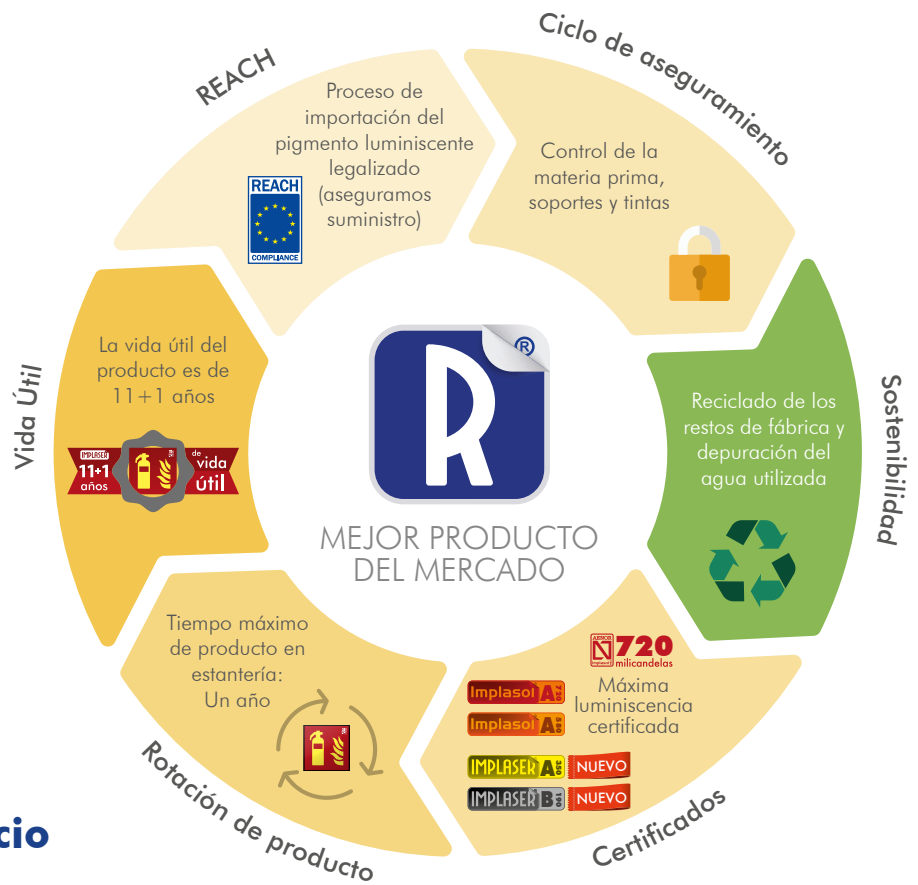 REACH
Proceso de
importación del
pigmento luminiscente
legalizado
(aseguramos
suministro)
REACH
COMPLIANCE
Ciclo de aseguramiento
Control de la
materia prima,
soportes y tintas
Sostenibilidad
Reciclado de los
restos de fábrica y
depuración del
agua utilizada
Certificados
AENOR
720
milicandelas
Máxima
luminiscencia
certificada
Implasol A 720
Implasol A
IMPLASER A 350 NUEVO
IMPLASER B 190 NUEVO
Rotación de producto
Tiempo máximo
de producto en
estantería:
Un año
Vida Útil
La vida útil del
producto es de
11+1 años
IMPLASER
11+1
años
de
vida
útil
R ®
MEJOR PRODUCTO
DEL MERCADO
cio